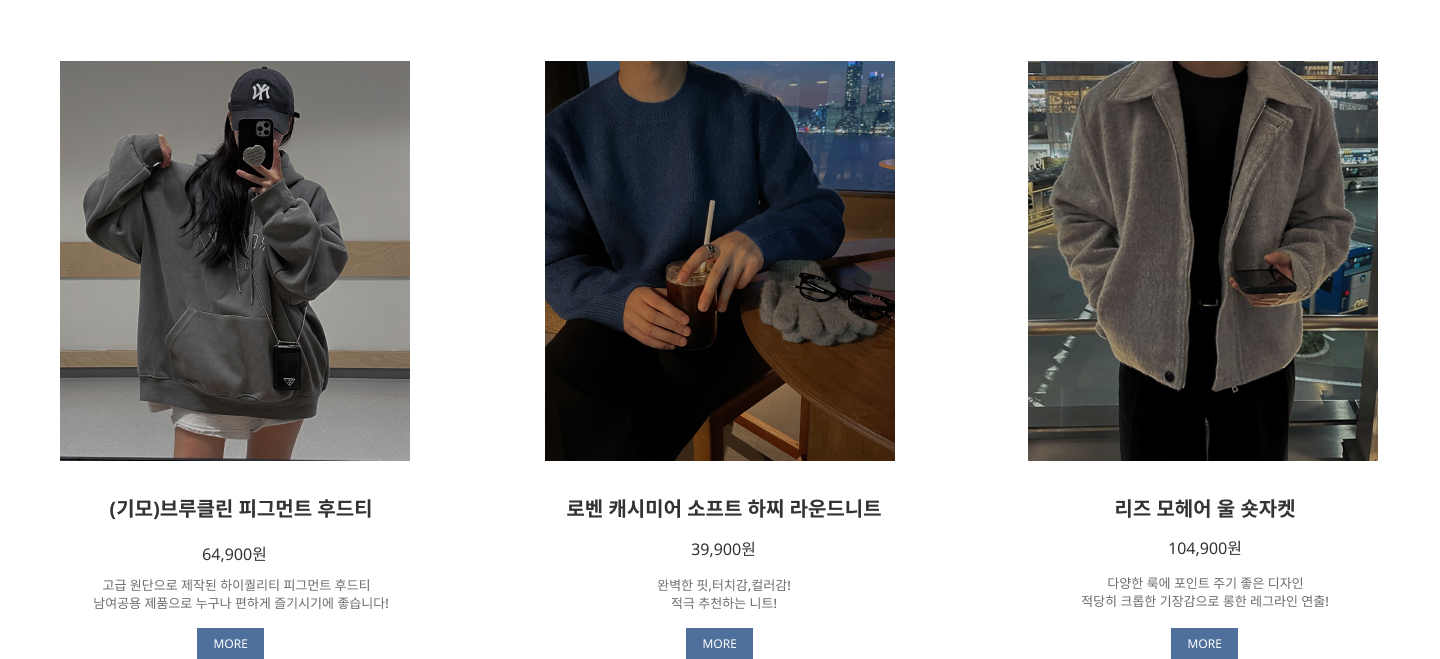 (기모)브루클린 피그먼트 후드티
64,900원
고급 원단으로 제작된 하이퀄리티 피그먼트 후드티
남여공용 제품으로 누구나 편하게 즐기시기에 좋습니다!
MORE
로벤 캐시미어 소프트 하찌 라운드니트
39,900원
완벽한 핏,터치감,컬러감!
적극 추천하는 니트!
MORE
리즈 모헤어 울 숏자켓
104,900원
다양한 룩에 포인트 주기 좋은 디자인
적당히 크롭한 기장감으로 롱한 레그라인 연출!
MORE